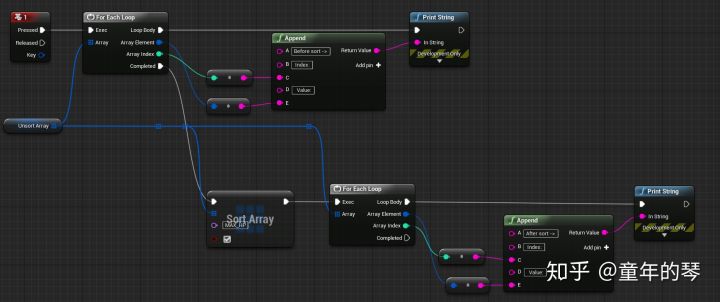 1
Pressed
Released
Key
For Each Loop
Exec
Loop Body
Array
Array Element
Array Index
Completed
Append
A
Before sort ->
Return Value
B
Index:
Add pin +
C
D
Value:
E
Print String
In String
Development Only
Unsort Array
Sort Array
MAX_HP
For Each Loop
Exec
Loop Body
Array
Array Element
Array Index
Completed
Append
A
After sort ->
Return Value
B
Index:
Add pin +
C
D
Value:
E
Print String
In String
Development Only
知乎 @童年的琴